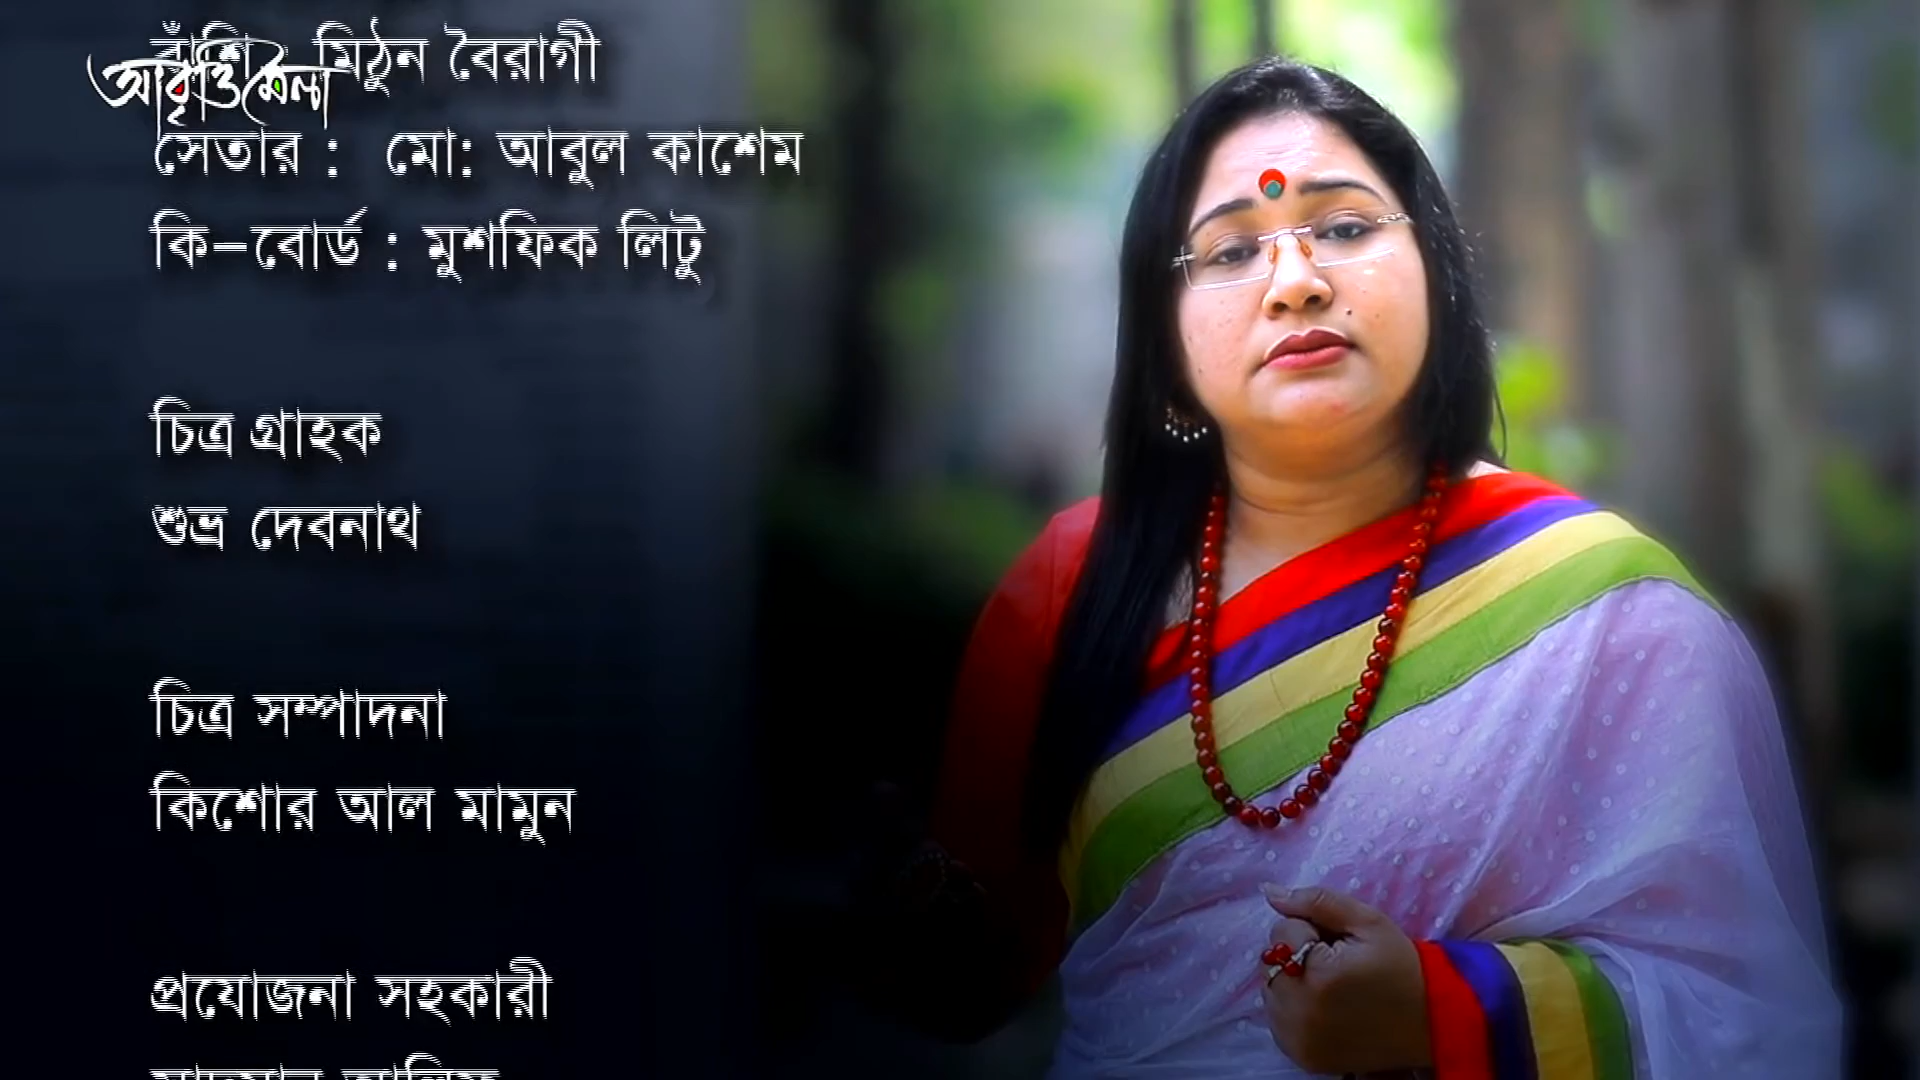 বাঁশি : মিঠুন বৈরাগী
আবৃত্তিমেলা
সেতার : মো: আবুল কাশেম
কি-বোর্ড : মুশফিক লিটু
চিত্র গ্রাহক
শুভ্র দেবনাথ
চিত্র সম্পাদনা
কিশোর আল মামুন
প্রযোজনা সহকারী